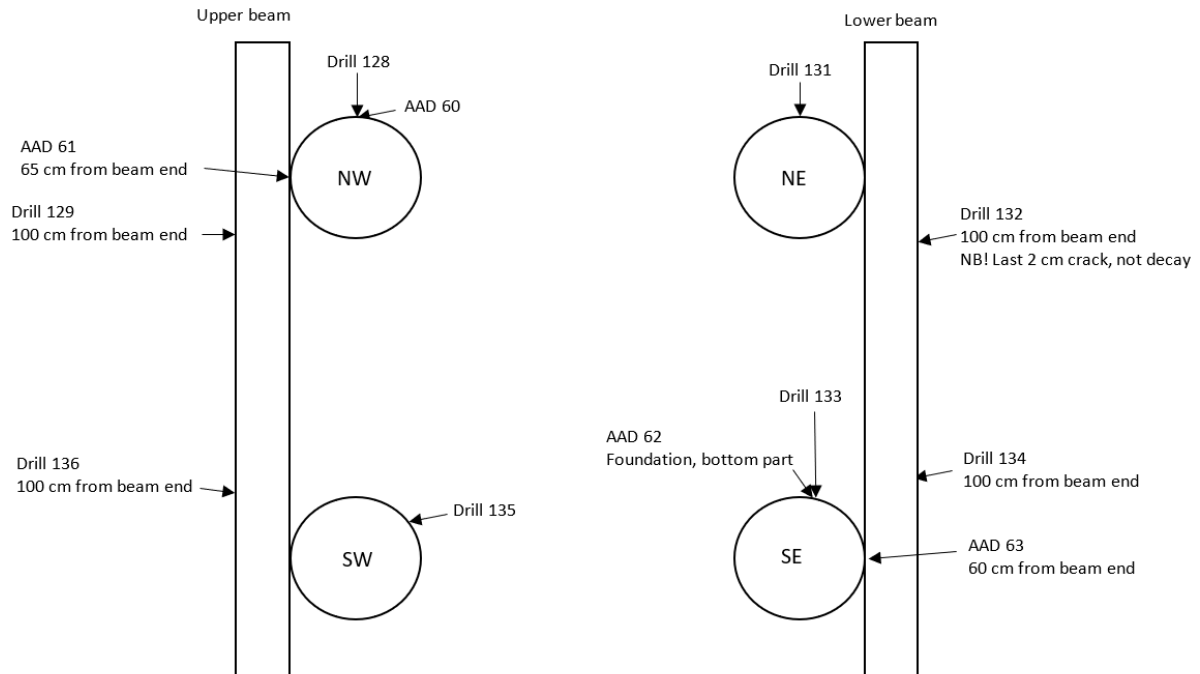 Upper beam
Lower beam
Drill 128
AAD 60
Drill 131
AAD 61
65 cm from beam end
NW
NE
Drill 129
100 cm from beam end
Drill 132
100 cm from beam end
NB! Last 2 cm crack, not decay
Drill 133
AAD 62
Foundation, bottom part
Drill 136
100 cm from beam end
Drill 134
100 cm from beam end
Drill 135
SW
SE
AAD 63
60 cm from beam end